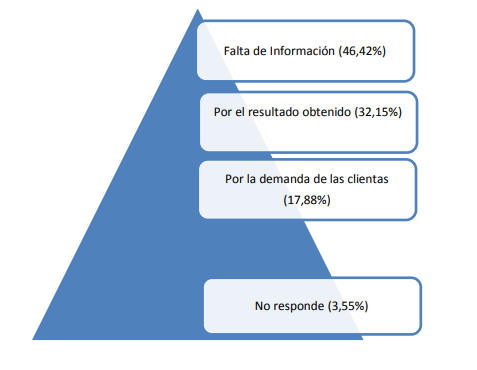 Falta de Información (46,42%)
Por el resultado obtenido (32,15%)
Por la demanda de las clientas
(17,88%)
No responde (3,55%)